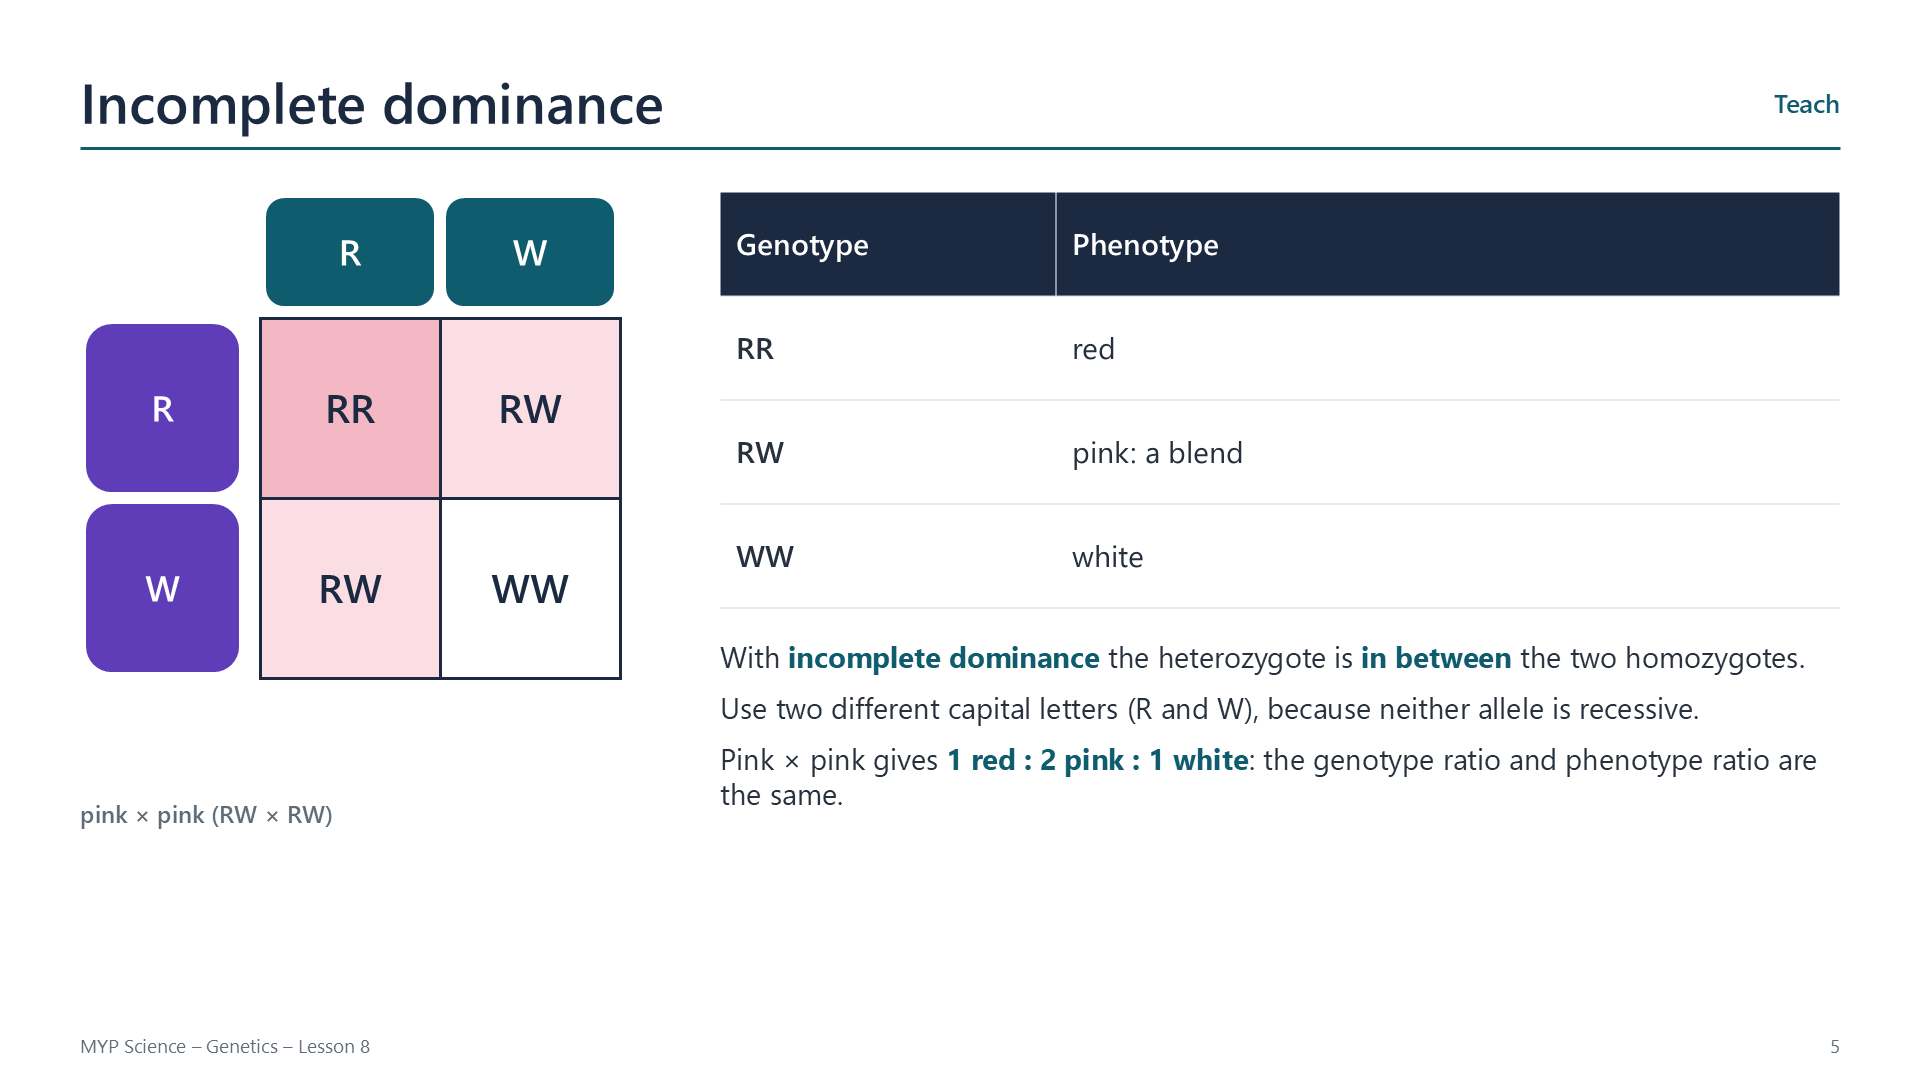 Incomplete dominance
Teach
R W
R RR RW
W RW WW
pink × pink (RW × RW)
Genotype Phenotype
RR red
RW pink: a blend
WW white
With incomplete dominance the heterozygote is in between the two homozygotes.
Use two different capital letters (R and W), because neither allele is recessive.
Pink × pink gives 1 red : 2 pink : 1 white: the genotype ratio and phenotype ratio are
the same.
MYP Science – Genetics – Lesson 8
5